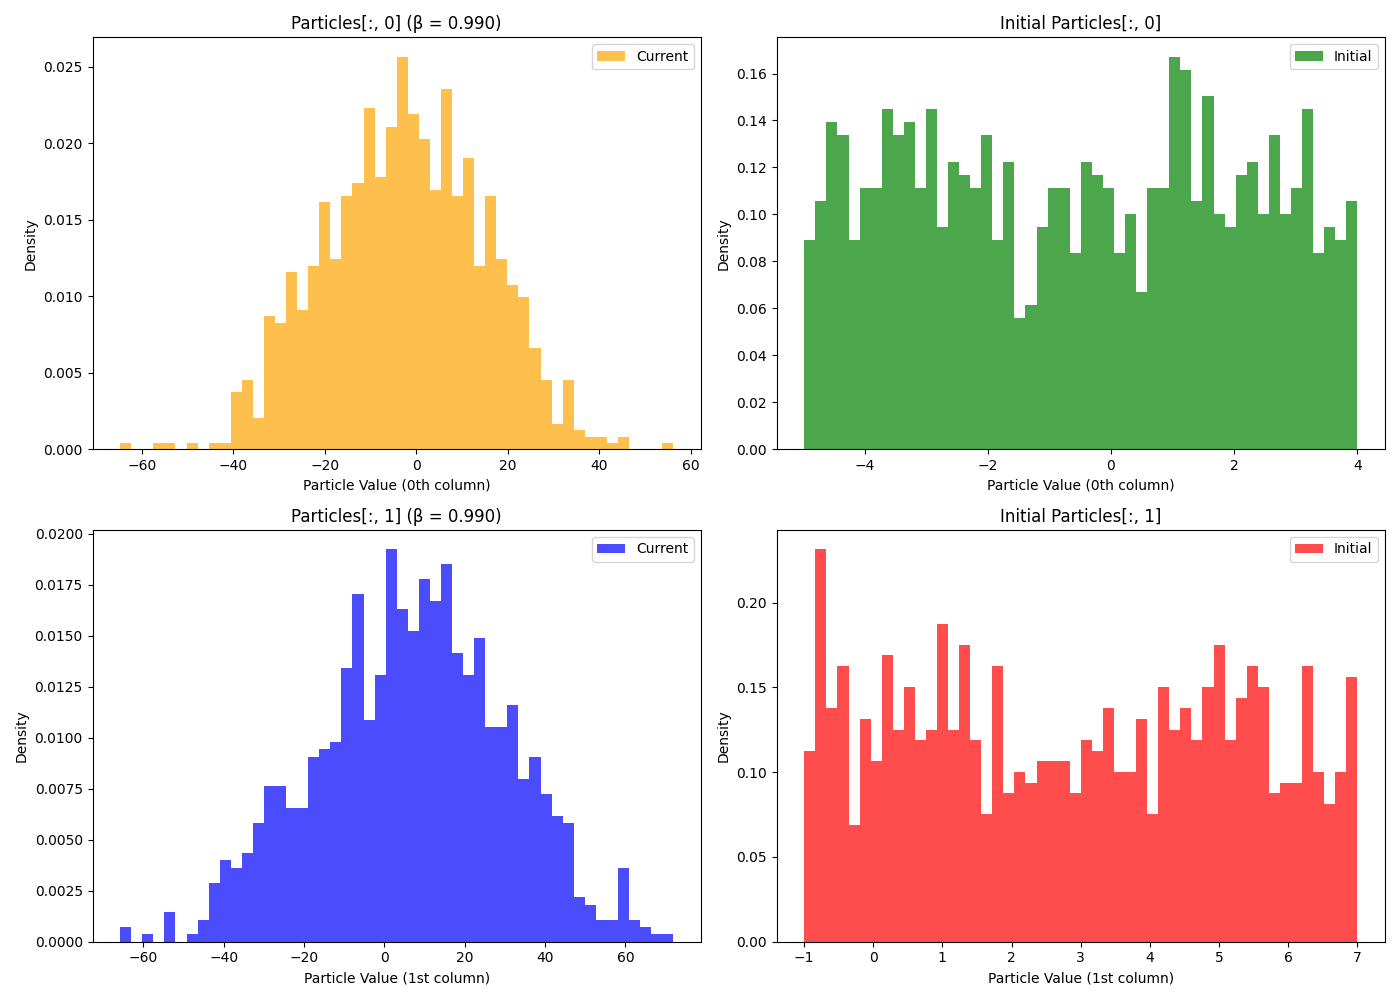 Particles[:, 0] (β = 0.990)
Current
Density
0.025
0.020
0.015
0.010
0.005
0.000
−60 −40 −20 0 20 40 60
Particle Value (0th column)
Initial Particles[:, 0]
Initial
Density
0.16
0.14
0.12
0.10
0.08
0.06
0.04
0.02
0.00
−4 −2 0 2 4
Particle Value (0th column)
Particles[:, 1] (β = 0.990)
Current
Density
0.0200
0.0175
0.0150
0.0125
0.0100
0.0075
0.0050
0.0025
0.0000
−60 −40 −20 0 20 40 60
Particle Value (1st column)
Initial Particles[:, 1]
Initial
Density
0.20
0.15
0.10
0.05
0.00
−1 0 1 2 3 4 5 6 7
Particle Value (1st column)